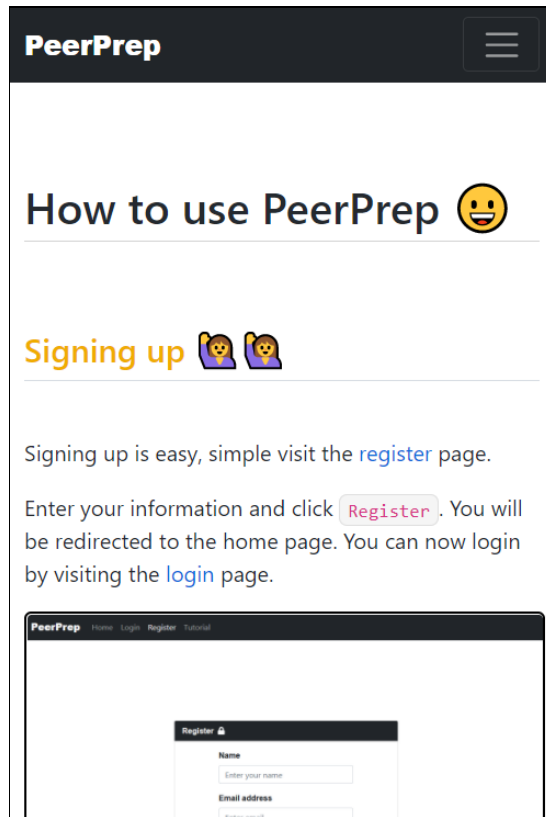 PeerPrep
How to use PeerPrep 😀
Signing up 🙋‍♀️🙋‍♀️
Signing up is easy, simple visit the register page.
Enter your information and click Register. You will
be redirected to the home page. You can now login
by visiting the login page.
PeerPrep Home Login Register Tutorial
Register 🔒
Name
Enter your name
Email address
Enter email